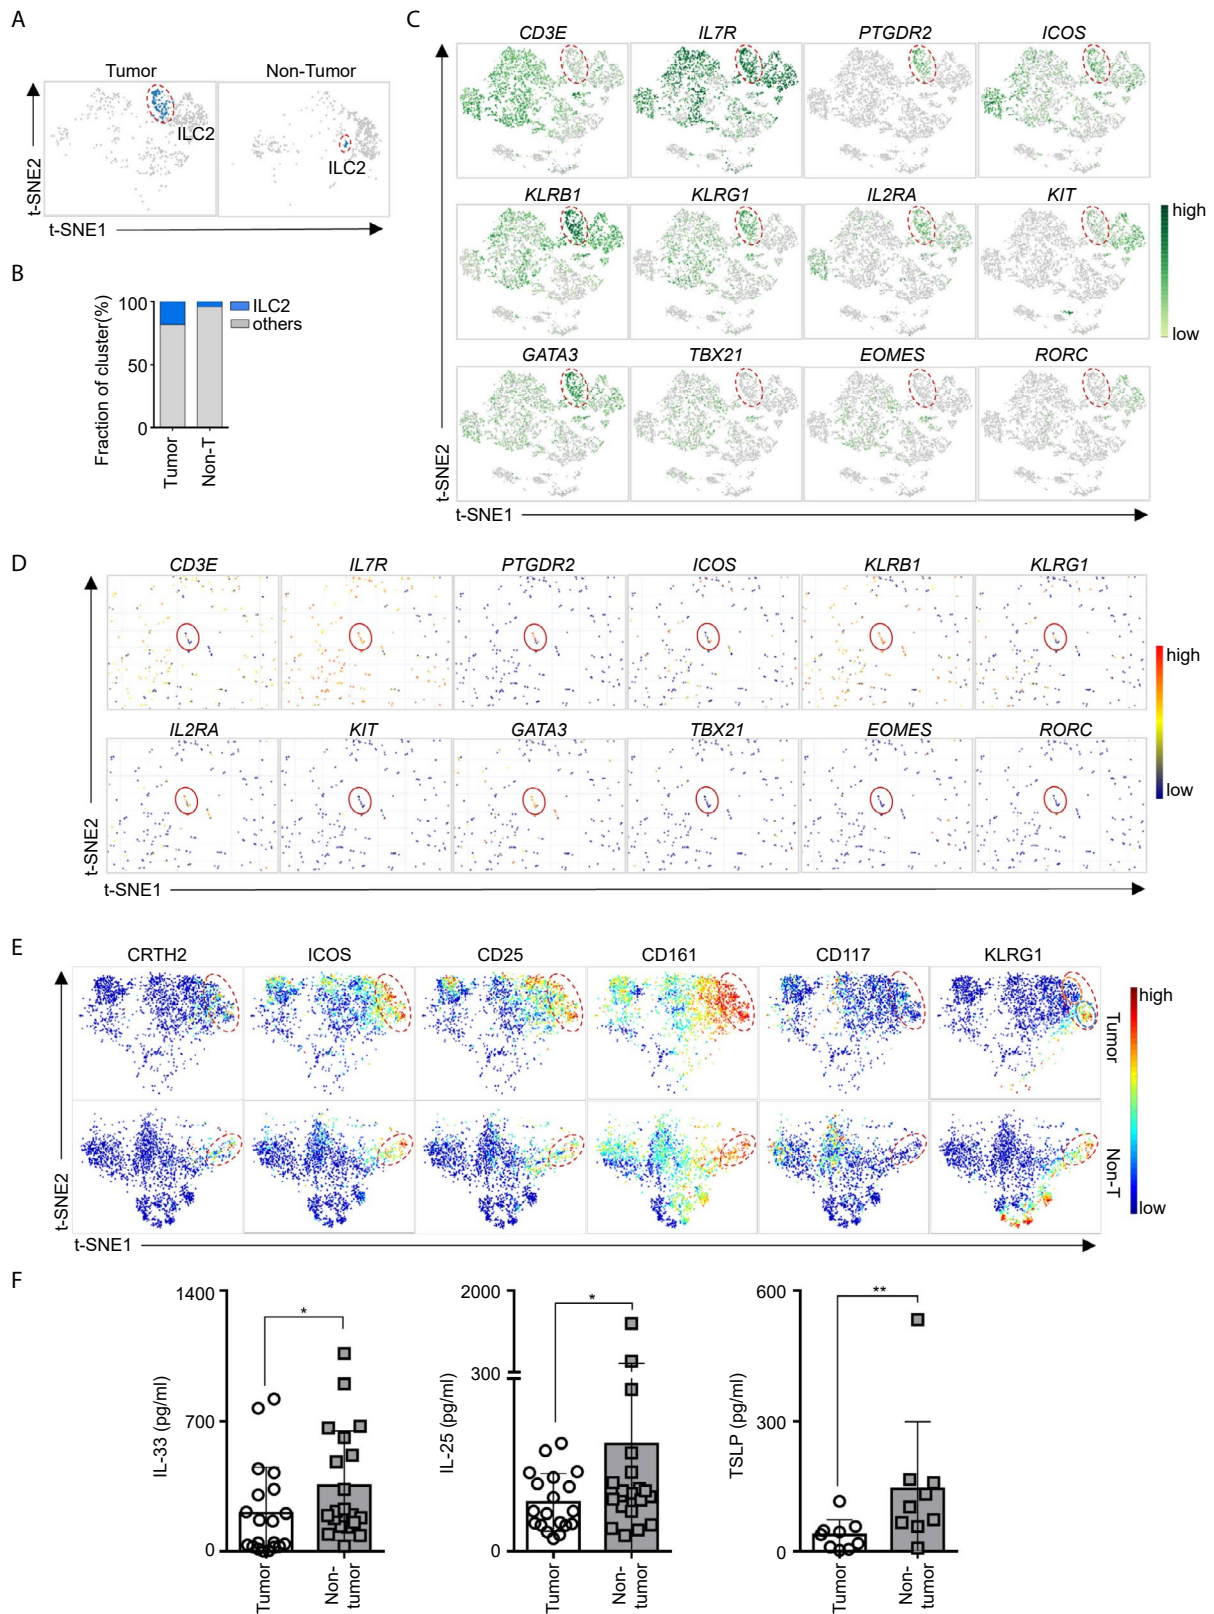 A
Tumor
Non-Tumor
ILC2
ILC2
t-SNE2
t-SNE1
B
Fraction of cluster(%)
100
50
0
ILC2
others
Tumor
Non-T
C
CD3E
IL7R
PTGDR2
ICOS
KLRB1
KLRG1
IL2RA
KIT
GATA3
TBX21
EOMES
RORC
high
low
t-SNE2
t-SNE1
D
CD3E
IL7R
PTGDR2
ICOS
KLRB1
KLRG1
IL2RA
KIT
GATA3
TBX21
EOMES
RORC
high
low
t-SNE2
t-SNE1
E
CRTH2
ICOS
CD25
CD161
CD117
KLRG1
Tumor
Non-T
high
low
t-SNE2
t-SNE1
F
IL-33 (pg/ml)
1400
700
0
*
Tumor
Non-
tumor
IL-25 (pg/ml)
2000
300
0
*
Tumor
Non-
tumor
TSLP (pg/ml)
600
300
0
**
Tumor
Non-
tumor